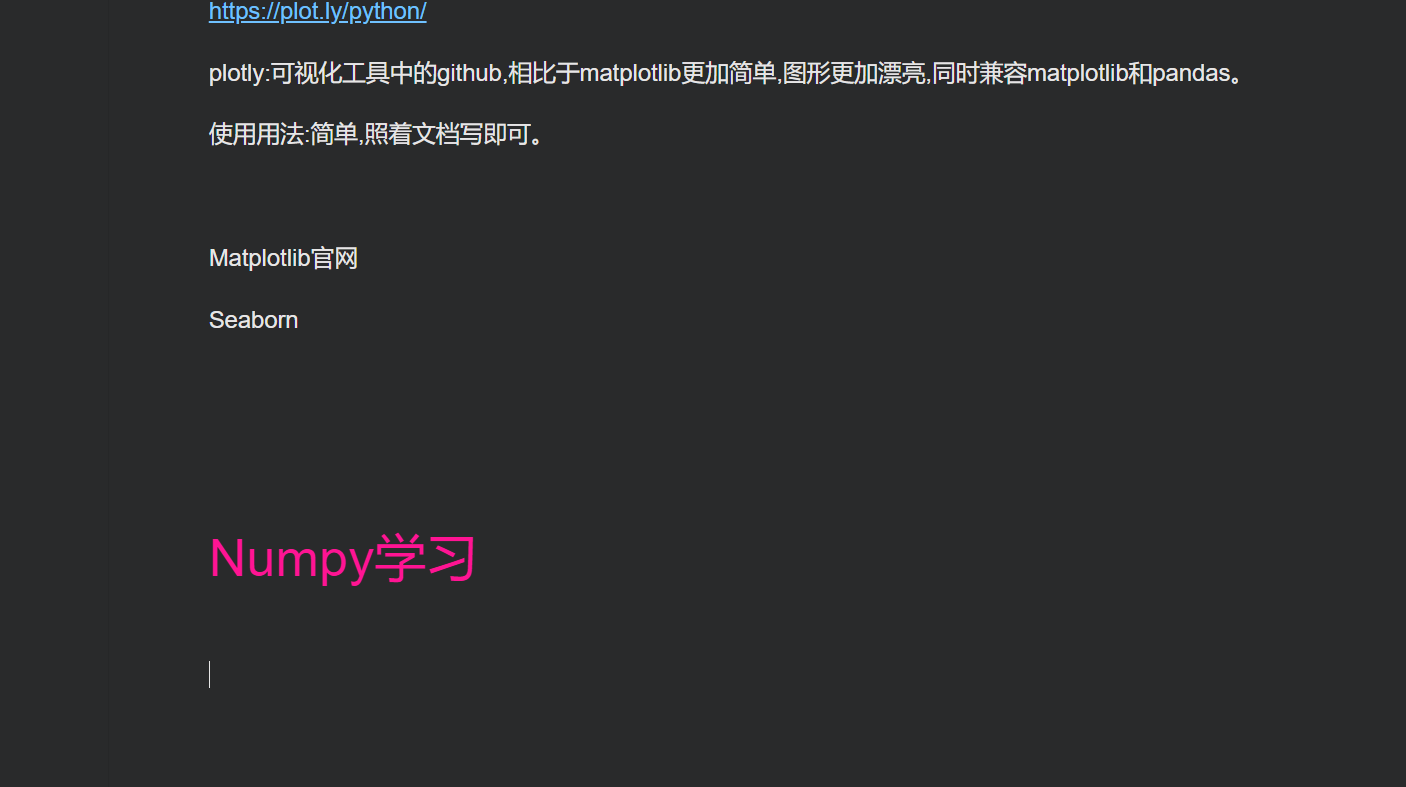 https://plot.ly/python/
plotly:可视化工具中的github,相比于matplotlib更加简单,图形更加漂亮,同时兼容matplotlib和pandas。
使用用法:简单,照着文档写即可。
Matplotlib官网
Seaborn
Numpy学习